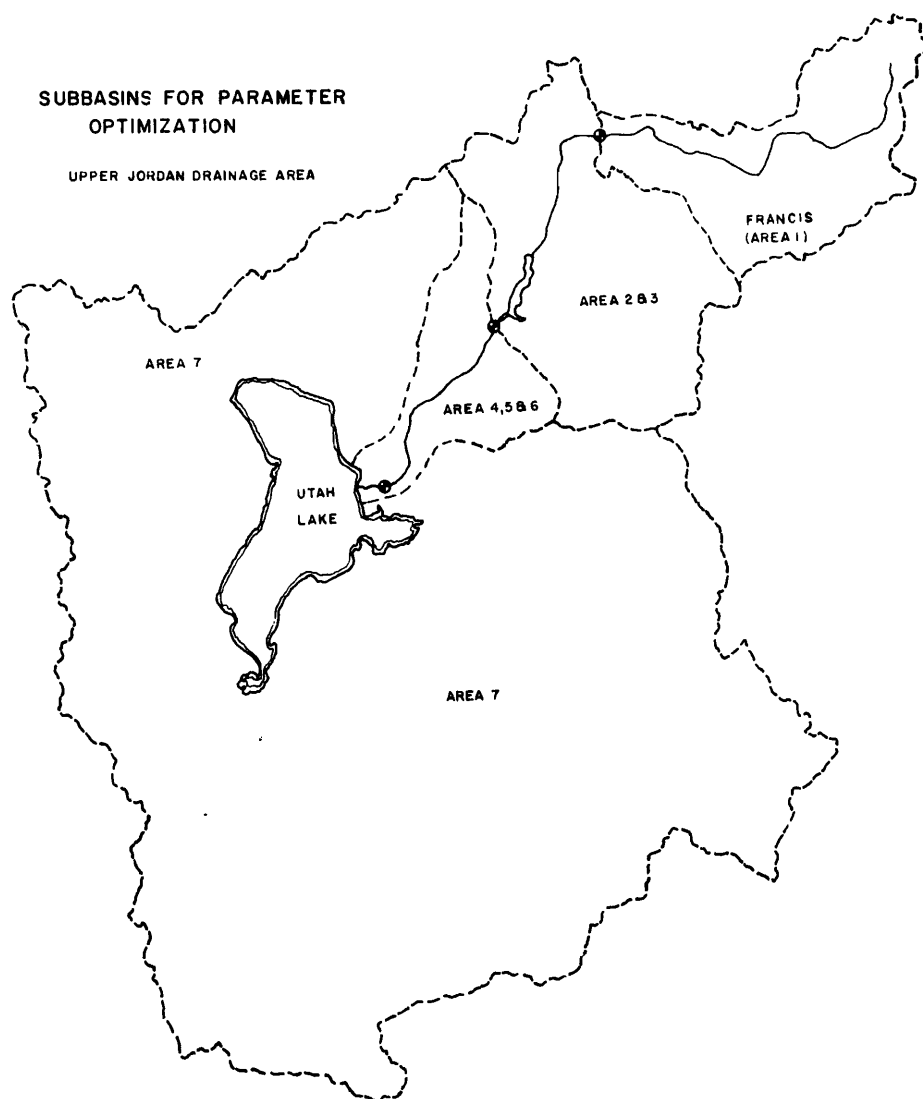 SUBBASINS FOR PARAMETER
OPTIMIZATION
UPPER JORDAN DRAINAGE AREA
FRANCIS
(AREA 1)
AREA 2&3
AREA 7
AREA 4,5&6
UTAH
LAKE
AREA 7